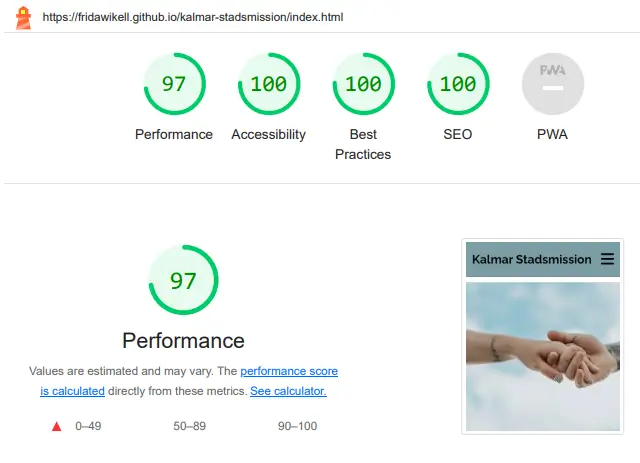 https://fridawikell.github.io/kalmar-stadsmission/index.html
97 100 100 100 PWA
Performance Accessibility Best Practices SEO PWA
97
Performance
Values are estimated and may vary. The performance score
is calculated directly from these metrics. See calculator.
0–49 50–89 90–100
Kalmar Stadsmission